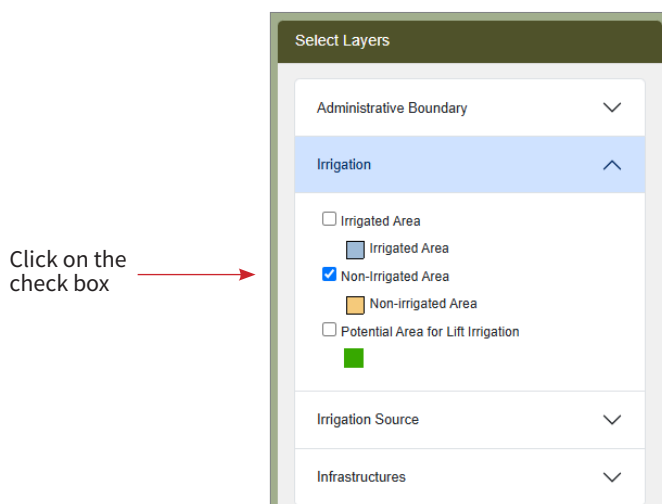 Select Layers
Administrative Boundary
Irrigation
Irrigated Area
Irrigated Area
Click on the
check box
Non-Irrigated Area
Non-irrigated Area
Potential Area for Lift Irrigation
Irrigation Source
Infrastructures